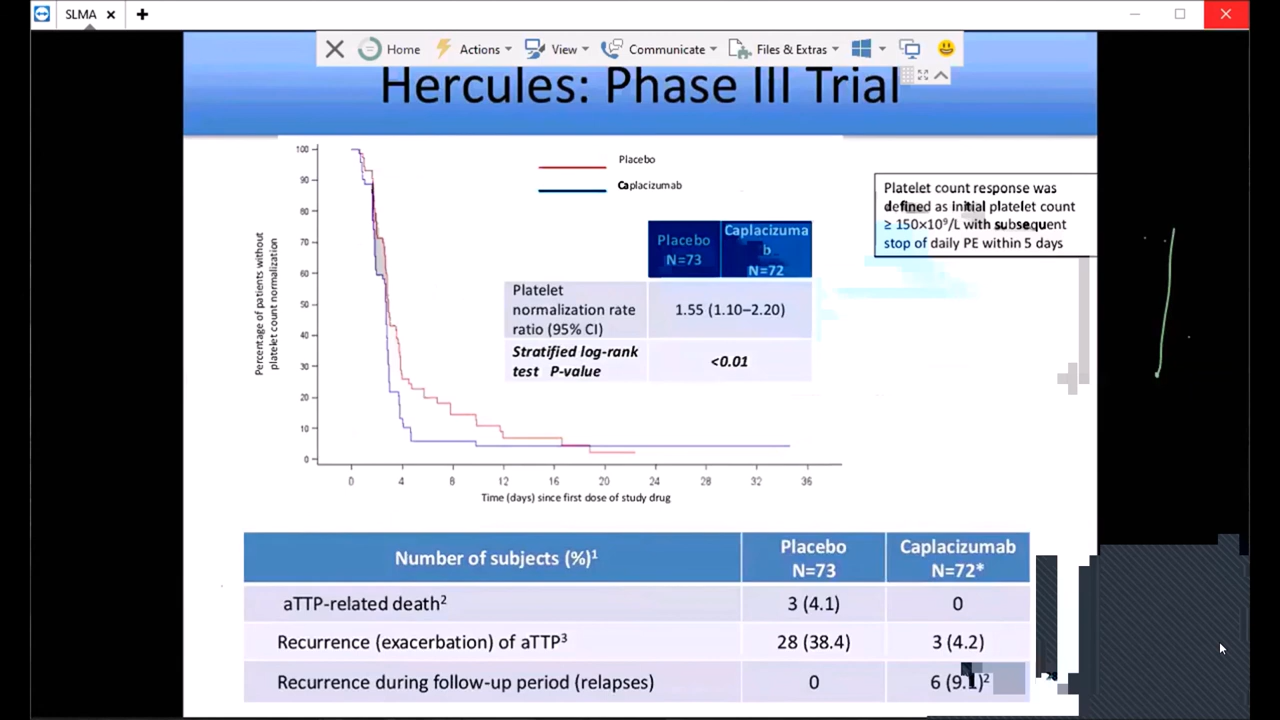 SLMA
Home Actions View Communicate Files & Extras
Hercules: Phase III Trial
Percentage of patients without
platelet count normalization
100
90
80
70
60
50
40
30
20
10
0
0 4 8 12 16 20 24 28 32 36
Time (days) since first dose of study drug
Placebo
Caplacizumab
Placebo
N=73
Caplacizuma
b
N=72
Platelet
normalization rate
ratio (95% CI)
1.55 (1.10–2.20)
Stratified log-rank
test P-value
<0.01
Platelet count response was
defined as initial platelet count
≥ 150×10⁹/L with subsequent
stop of daily PE within 5 days
Number of subjects (%)¹
Placebo
N=73
Caplacizumab
N=72*
aTTP-related death² 3 (4.1) 0
Recurrence (exacerbation) of aTTP³ 28 (38.4) 3 (4.2)
Recurrence during follow-up period (relapses) 0 6 (9.1)²